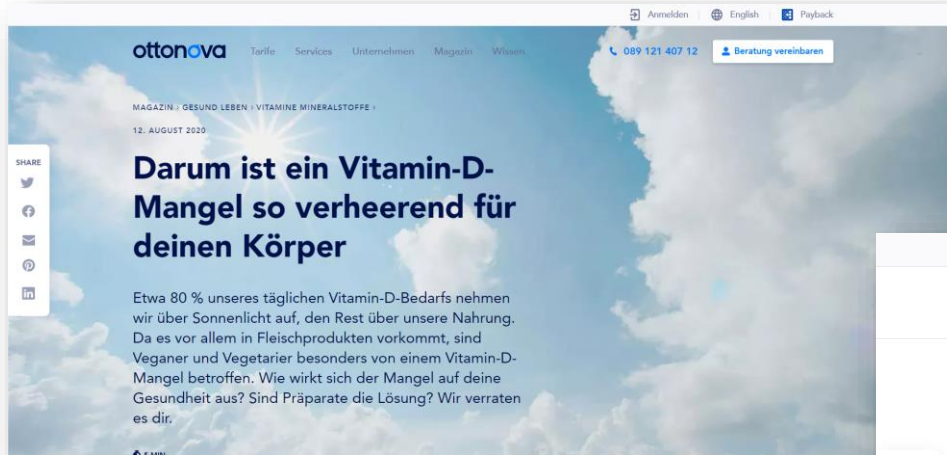 Anmelden English Payback
ottonova Tarife Services Unternehmen Magazin Wissen 089 121 407 12 Beratung vereinbaren
MAGAZIN › GESUND LEBEN › VITAMINE MINERALSTOFFE ›
12. AUGUST 2020
SHARE
Darum ist ein Vitamin-D-
Mangel so verheerend für
deinen Körper
Etwa 80 % unseres täglichen Vitamin-D-Bedarfs nehmen
wir über Sonnenlicht auf, den Rest über unsere Nahrung.
Da es vor allem in Fleischprodukten vorkommt, sind
Veganer und Vegetarier besonders von einem Vitamin-D-
Mangel betroffen. Wie wirkt sich der Mangel auf deine
Gesundheit aus? Sind Präparate die Lösung? Wir verraten
es dir.
5 MIN